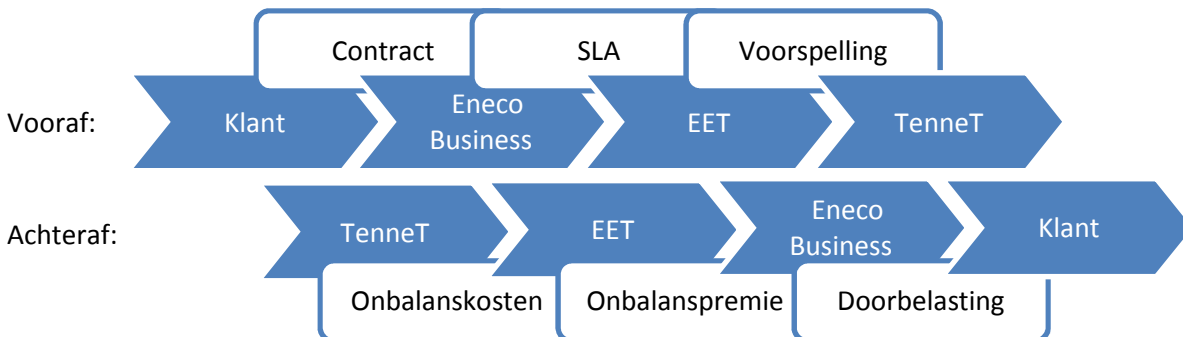 Contract SLA Voorspelling
Vooraf: Klant Eneco Business EET TenneT
Achteraf: TenneT EET Eneco Business Klant
Onbalanskosten Onbalanspremie Doorbelasting